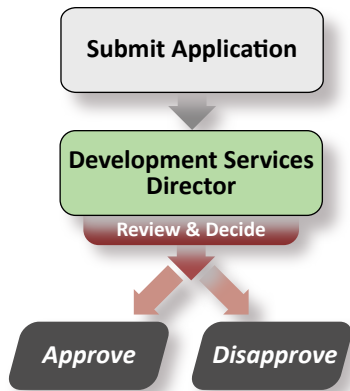 Submit Application
Development Services
Director
Review & Decide
Approve
Disapprove